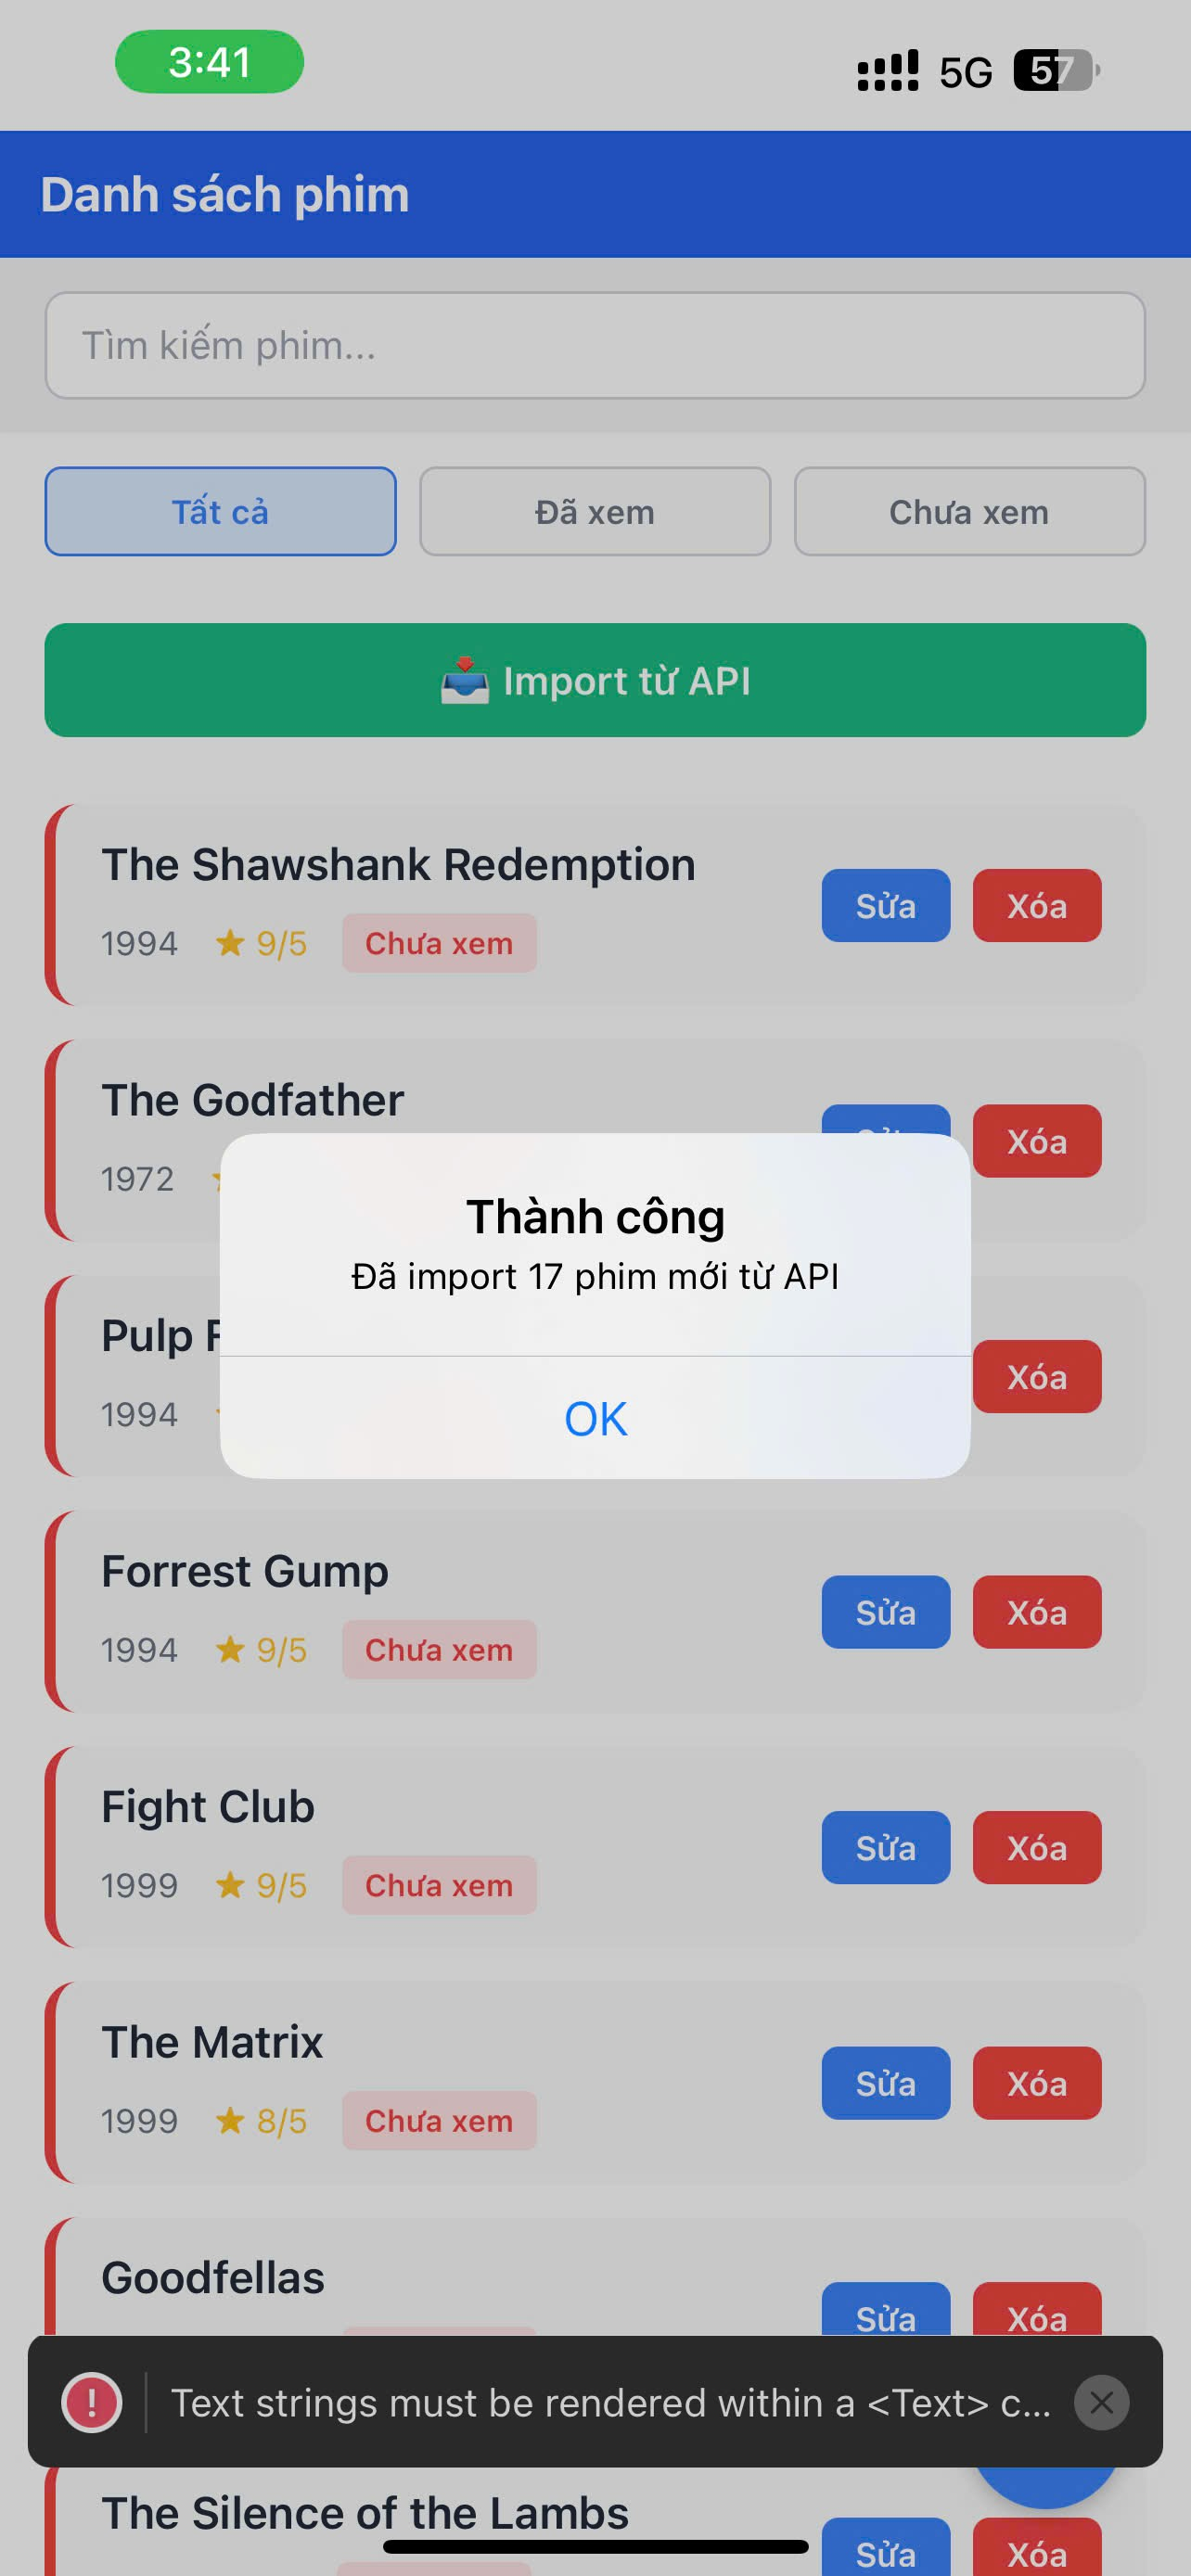 3:41
5G
57
Danh sách phim
Tìm kiếm phim...
Tất cả
Đã xem
Chưa xem
Import từ API
The Shawshank Redemption
1994
9/5
Chưa xem
Sửa
Xóa
The Godfather
1972
Xóa
Thành công
Đã import 17 phim mới từ API
OK
Pulp
1994
Xóa
Forrest Gump
1994
9/5
Chưa xem
Sửa
Xóa
Fight Club
1999
9/5
Chưa xem
Sửa
Xóa
The Matrix
1999
8/5
Chưa xem
Sửa
Xóa
Goodfellas
Sửa
Xóa
Text strings must be rendered within a <Text> c...
The Silence of the Lambs
Sửa
Xóa